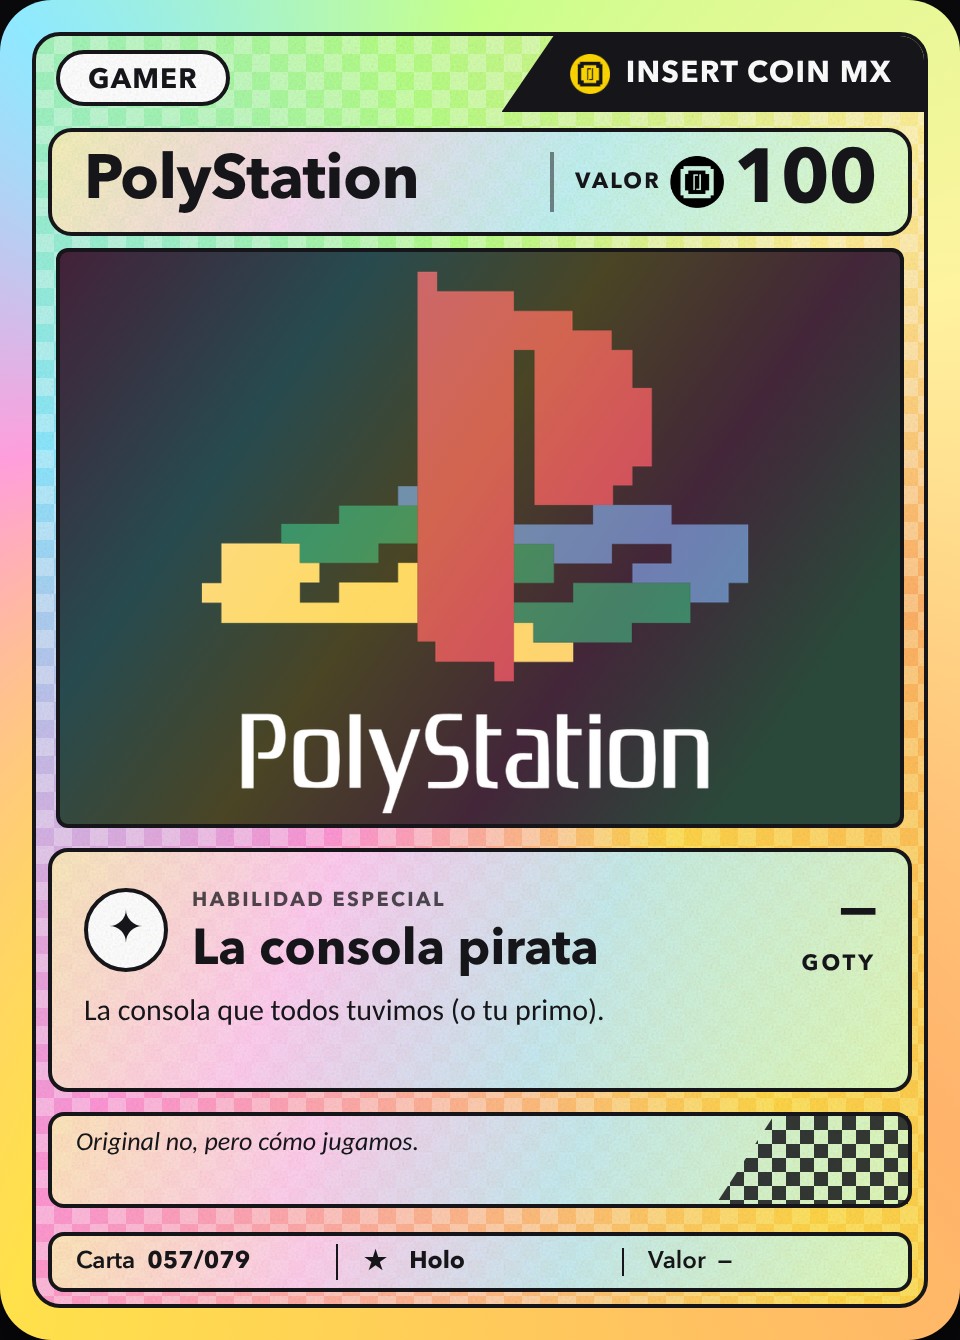 GAMER
INSERT COIN MX
PolyStation
VALOR 100
PolyStation
HABILIDAD ESPECIAL
La consola pirata
–
GOTY
La consola que todos tuvimos (o tu primo).
Original no, pero cómo jugamos.
Carta 057/079
★ Holo
Valor –